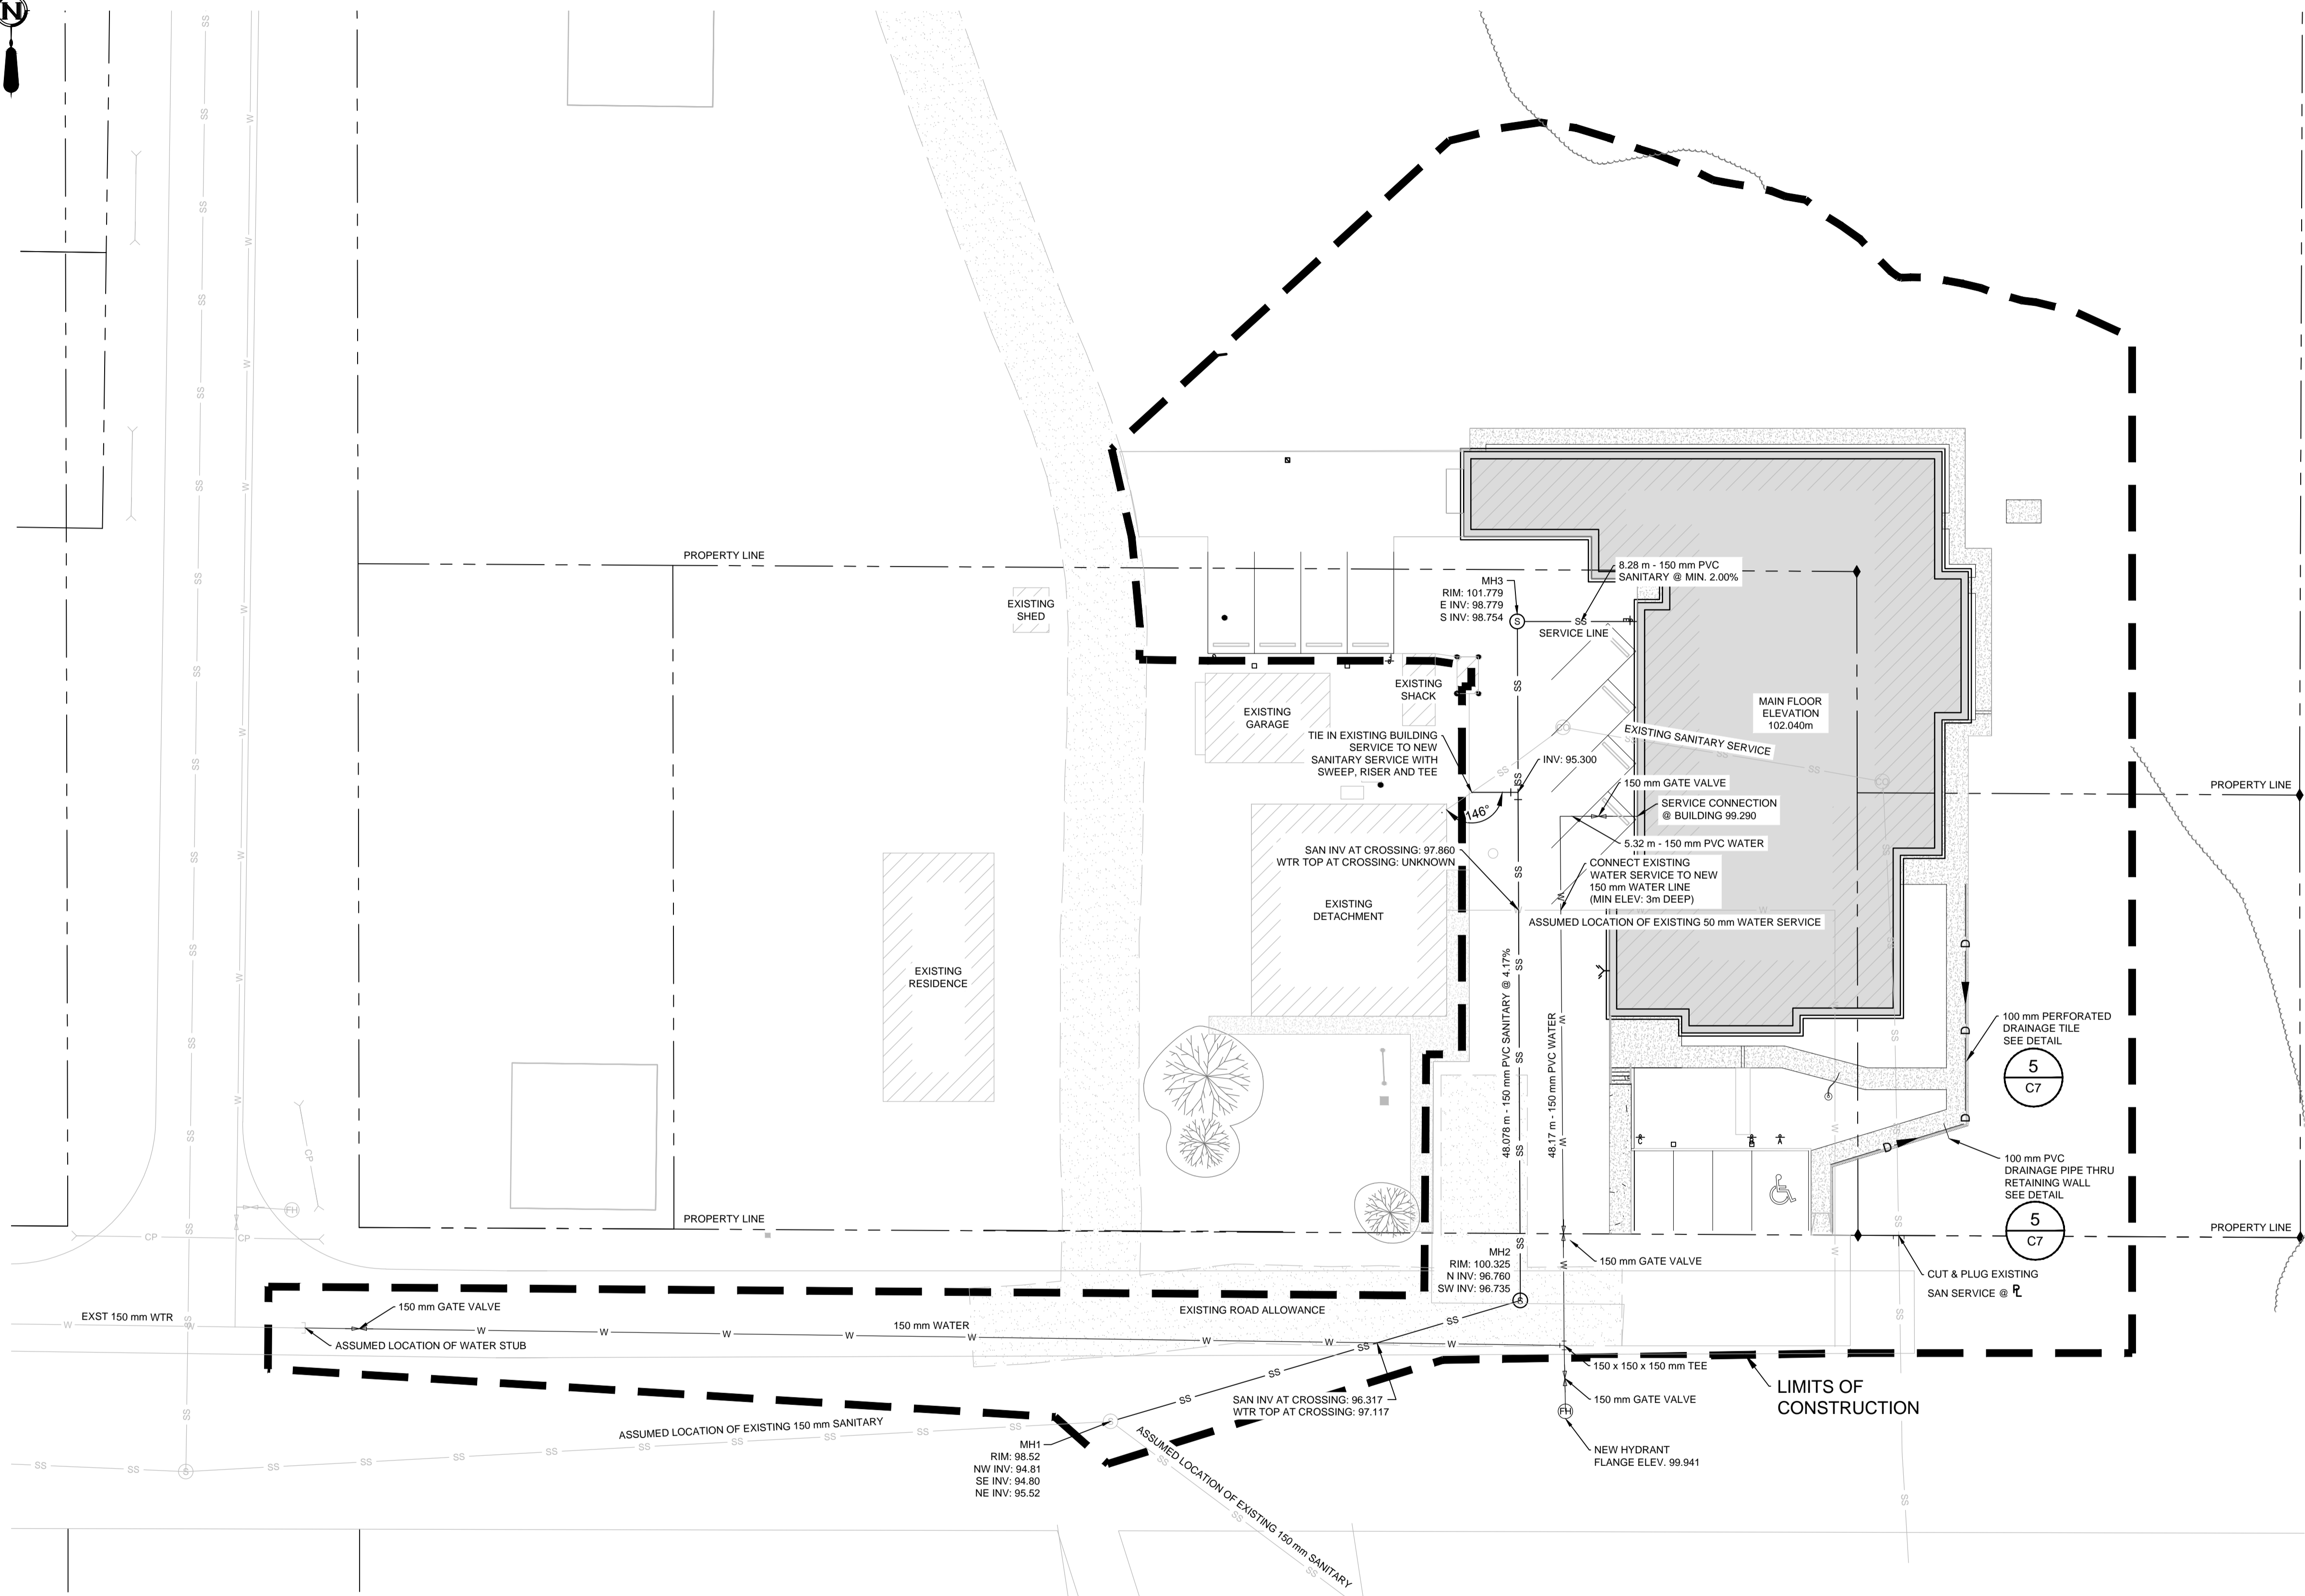 N
PROPERTY LINE
EXISTING
SHED
MH3
RIM: 101.779
E INV: 98.779
S INV: 98.754
8.28 m - 150 mm PVC
SANITARY @ MIN. 2.00%
S
SS
SERVICE LINE
EXISTING
SHACK
EXISTING
GARAGE
MAIN FLOOR
ELEVATION
102.040m
TIE IN EXISTING BUILDING
SERVICE TO NEW
SANITARY SERVICE WITH
SWEEP, RISER AND TEE
CO
EXISTING SANITARY SERVICE
CO
INV: 95.300
150 mm GATE VALVE
PROPERTY LINE
SERVICE CONNECTION
@ BUILDING 99.290
146°
5.32 m - 150 mm PVC WATER
SAN INV AT CROSSING: 97.860
WTR TOP AT CROSSING: UNKNOWN
CONNECT EXISTING
WATER SERVICE TO NEW
150 mm WATER LINE
(MIN ELEV: 3m DEEP)
EXISTING
DETACHMENT
ASSUMED LOCATION OF EXISTING 50 mm WATER SERVICE
EXISTING
RESIDENCE
48.078 m - 150 mm PVC SANITARY @ 4.17%
48.17 m - 150 mm PVC WATER
D
D
D
D
100 mm PERFORATED
DRAINAGE TILE
SEE DETAIL
5
C7
100 mm PVC
DRAINAGE PIPE THRU
RETAINING WALL
SEE DETAIL
5
C7
PROPERTY LINE
PROPERTY LINE
FH
CP
CP
CP
MH2
RIM: 100.325
N INV: 96.760
SW INV: 96.735
S
150 mm GATE VALVE
CUT & PLUG EXISTING
SAN SERVICE @ PL
EXISTING ROAD ALLOWANCE
150 mm GATE VALVE
EXST 150 mm WTR
150 mm WATER
ASSUMED LOCATION OF WATER STUB
150 x 150 x 150 mm TEE
LIMITS OF
CONSTRUCTION
150 mm GATE VALVE
SAN INV AT CROSSING: 96.317
WTR TOP AT CROSSING: 97.117
FH
ASSUMED LOCATION OF EXISTING 150 mm SANITARY
S
S
MH1
RIM: 98.52
NW INV: 94.81
SE INV: 94.80
NE INV: 95.52
NEW HYDRANT
FLANGE ELEV. 99.941
ASSUMED LOCATION OF EXISTING 150 mm SANITARY